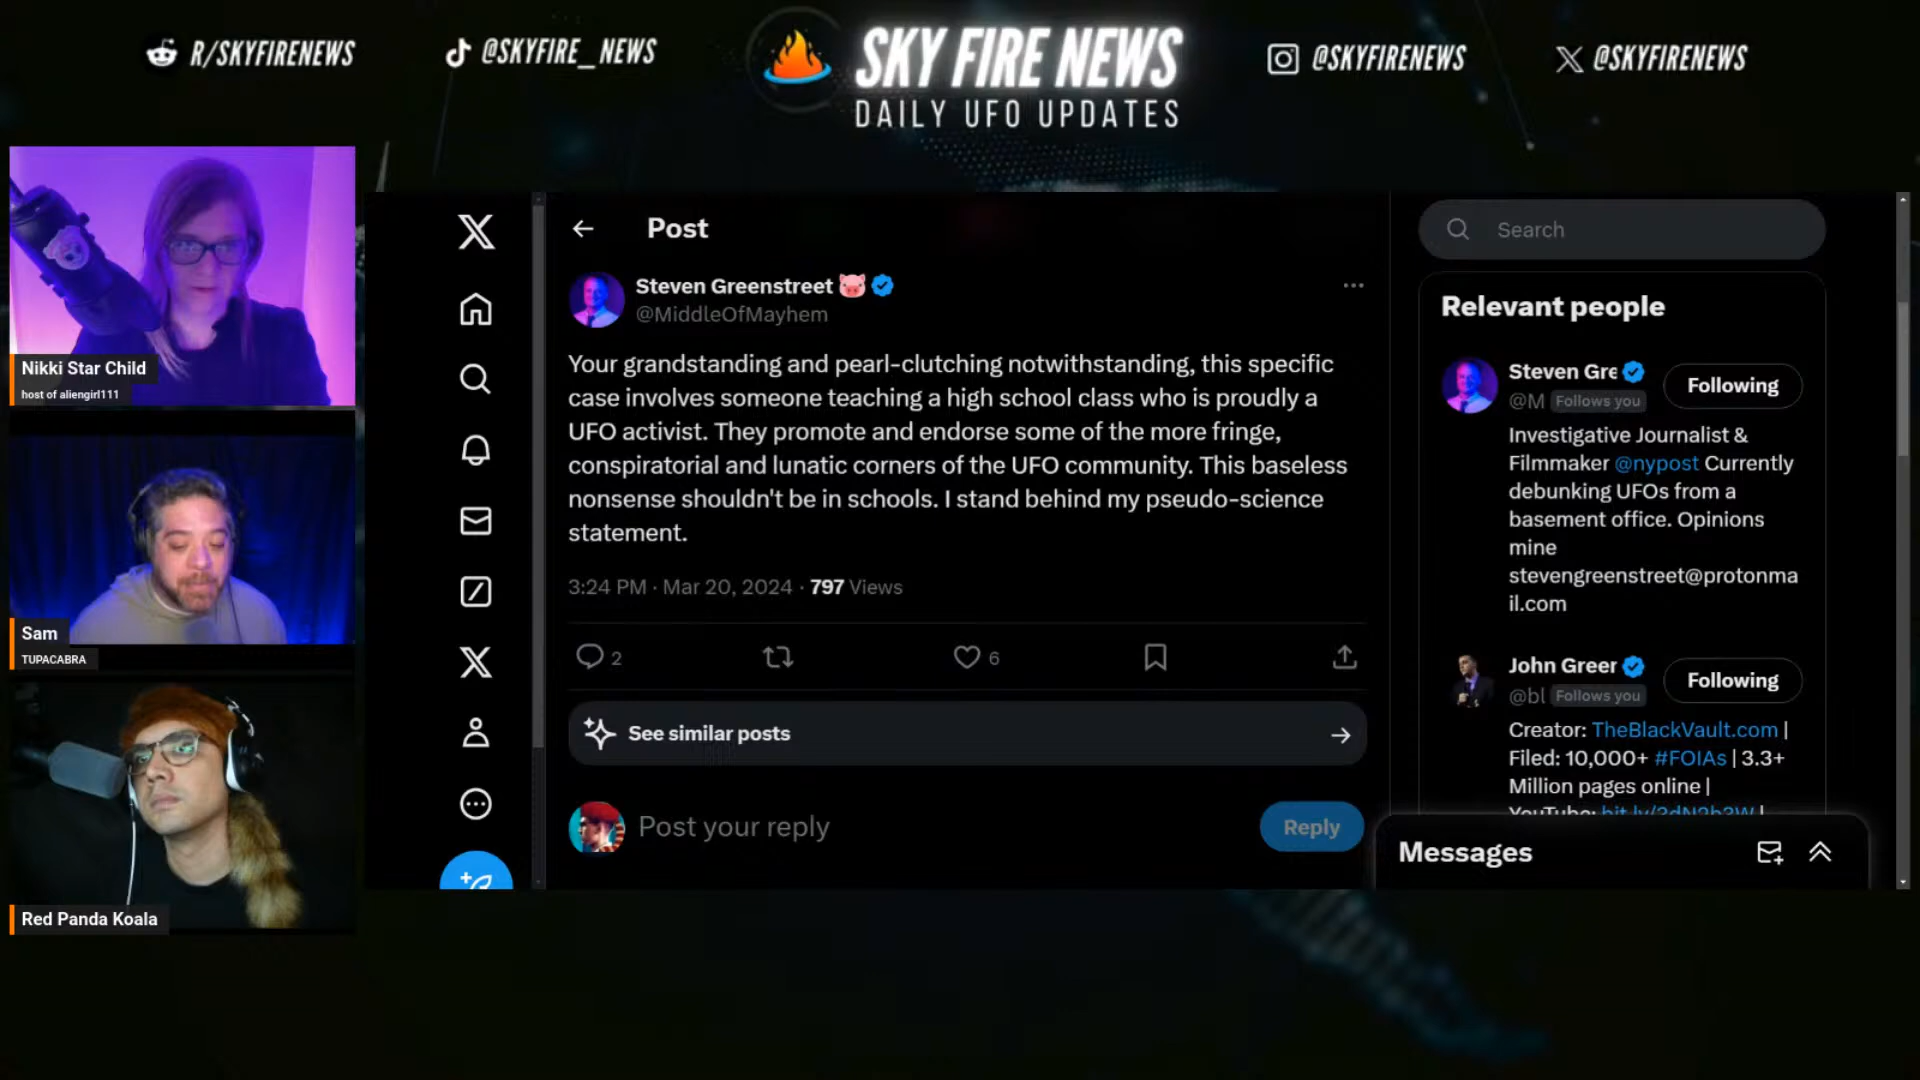 R/SKYFIRENEWS
@SKYFIRE_NEWS
SKY FIRE NEWS
DAILY UFO UPDATES
@SKYFIRENEWS
@SKYFIRENEWS
Nikki Star Child
host of aliengirl111
Sam
TUPACABRA
Red Panda Koala
Post
Steven Greenstreet
@MiddleOfMayhem
Your grandstanding and pearl-clutching notwithstanding, this specific
case involves someone teaching a high school class who is proudly a
UFO activist. They promote and endorse some of the more fringe,
conspiratorial and lunatic corners of the UFO community. This baseless
nonsense shouldn't be in schools. I stand behind my pseudo-science
statement.
3:24 PM · Mar 20, 2024 · 797 Views
2
6
See similar posts
Post your reply
Reply
Search
Relevant people
Steven Gre
Following
@M Follows you
Investigative Journalist &
Filmmaker @nypost Currently
debunking UFOs from a
basement office. Opinions
mine
stevengreenstreet@protonma
il.com
John Greer
Following
@bl Follows you
Creator: TheBlackVault.com |
Filed: 10,000+ #FOIAs | 3.3+
Million pages online |
YouTube: bit.ly/3dN2b3W |
Messages